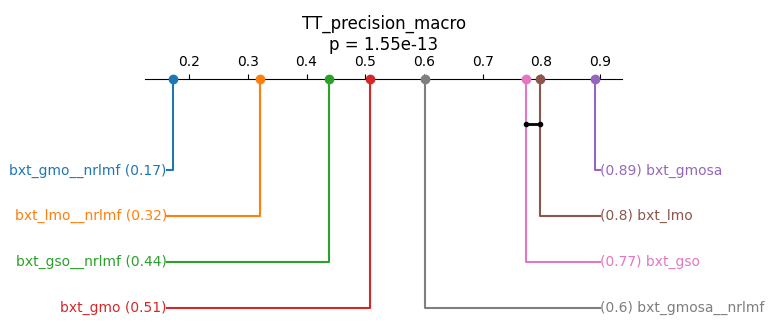 TT_precision_macro
p = 1.55e-13
0.2 0.3 0.4 0.5 0.6 0.7 0.8 0.9
bxt_gmo__nrlmf (0.17)
(0.89) bxt_gmosa
bxt_lmo__nrlmf (0.32)
(0.8) bxt_lmo
bxt_gso__nrlmf (0.44)
(0.77) bxt_gso
bxt_gmo (0.51)
(0.6) bxt_gmosa__nrlmf